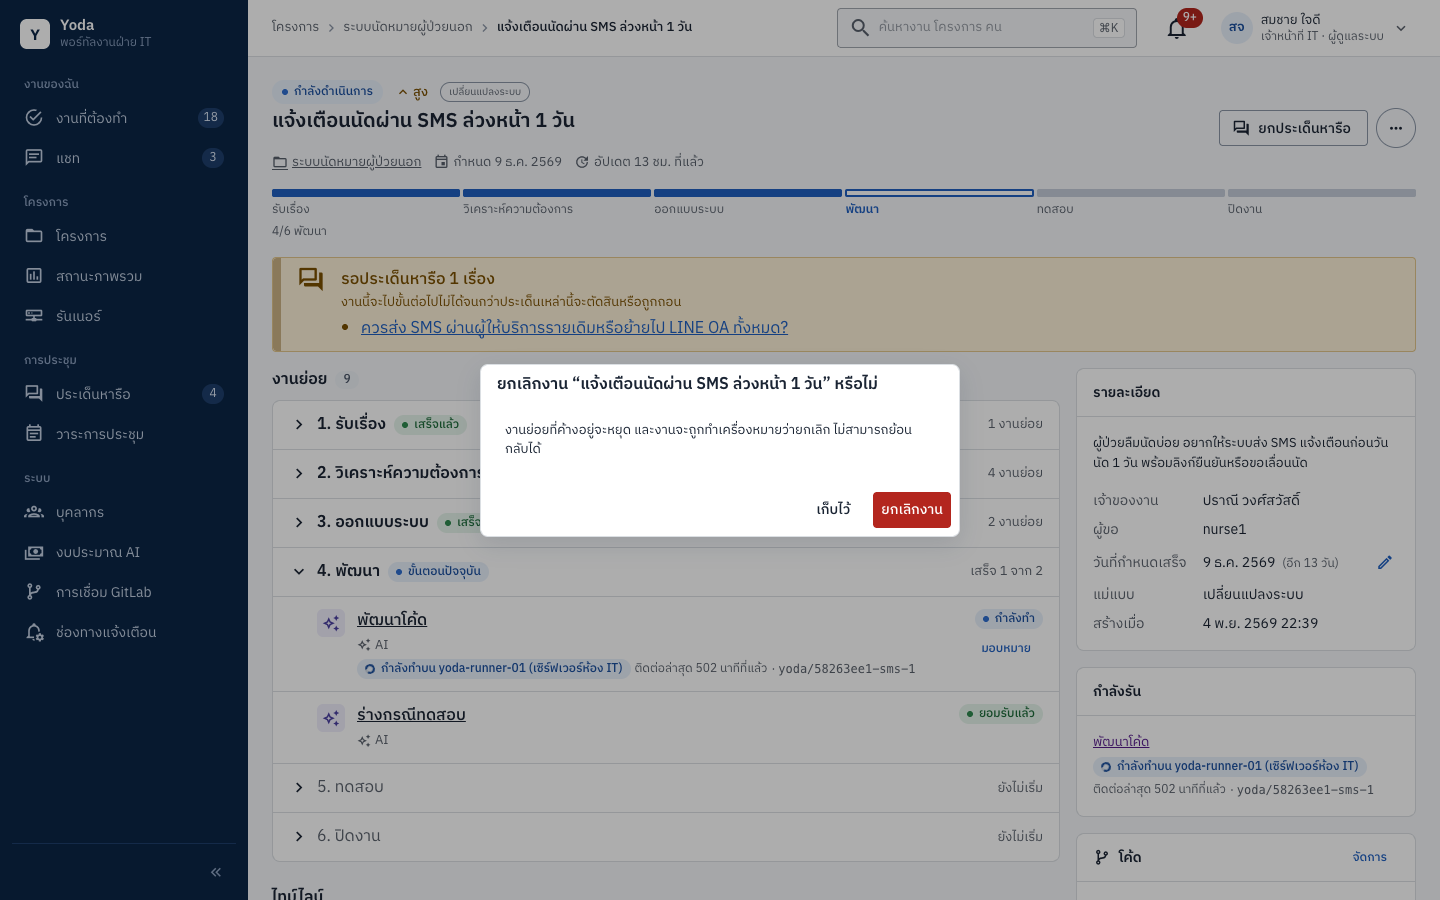 Y
Yoda
พอร์ทัลงานฝ่าย IT
งานของฉัน
งานที่ต้องทำ 18
แชท 3
โครงการ
โครงการ
สถานะภาพรวม
รันเนอร์
การประชุม
ประเด็นหารือ 4
วาระการประชุม
ระบบ
บุคลากร
งบประมาณ AI
การเชื่อม GitLab
ช่องทางแจ้งเตือน
โครงการ > ระบบนัดหมายผู้ป่วยนอก > แจ้งเตือนนัดผ่าน SMS ล่วงหน้า 1 วัน
ค้นหางาน โครงการ คน ⌘K
9+
สจ
สมชาย ใจดี
เจ้าหน้าที่ IT · ผู้ดูแลระบบ
กำลังดำเนินการ สูง เปลี่ยนแปลงระบบ
แจ้งเตือนนัดผ่าน SMS ล่วงหน้า 1 วัน
ยกประเด็นหารือ
ระบบนัดหมายผู้ป่วยนอก กำหนด 9 ธ.ค. 2569 อัปเดต 13 ชม. ที่แล้ว
รับเรื่อง วิเคราะห์ความต้องการ ออกแบบระบบ พัฒนา ทดสอบ ปิดงาน
4/6 พัฒนา
รอประเด็นหารือ 1 เรื่อง
งานนี้จะไปขั้นต่อไปไม่ได้จนกว่าประเด็นเหล่านี้จะตัดสินหรือถูกถอน
ควรส่ง SMS ผ่านผู้ให้บริการรายเดิมหรือย้ายไป LINE OA ทั้งหมด?
ยกเลิกงาน “แจ้งเตือนนัดผ่าน SMS ล่วงหน้า 1 วัน” หรือไม่
งานย่อยที่ค้างอยู่จะหยุด และงานจะถูกทำเครื่องหมายว่ายกเลิก ไม่สามารถย้อน
กลับได้
เก็บไว้ ยกเลิกงาน
งานย่อย 9
1. รับเรื่อง เสร็จแล้ว 1 งานย่อย
2. วิเคราะห์ความต้องการ 4 งานย่อย
3. ออกแบบระบบ เสร็จ 2 งานย่อย
4. พัฒนา ขั้นตอนปัจจุบัน เสร็จ 1 จาก 2
พัฒนาโค้ด กำลังทำ
AI มอบหมาย
กำลังทำบน yoda-runner-01 (เซิร์ฟเวอร์ห้อง IT) ติดต่อล่าสุด 502 นาทีที่แล้ว · yoda/58263ee1-sms-1
ร่างกรณีทดสอบ ยอมรับแล้ว
AI
5. ทดสอบ ยังไม่เริ่ม
6. ปิดงาน ยังไม่เริ่ม
ไทม์ไลน์
รายละเอียด
ผู้ป่วยลืมนัดบ่อย อยากให้ระบบส่ง SMS แจ้งเตือนก่อนวัน
นัด 1 วัน พร้อมลิงก์ยืนยันหรือขอเลื่อนนัด
เจ้าของงาน ปราณี วงศ์สวัสดิ์
ผู้ขอ nurse1
วันที่กำหนดเสร็จ 9 ธ.ค. 2569 (อีก 13 วัน)
แม่แบบ เปลี่ยนแปลงระบบ
สร้างเมื่อ 4 พ.ย. 2569 22:39
กำลังรัน
พัฒนาโค้ด
กำลังทำบน yoda-runner-01 (เซิร์ฟเวอร์ห้อง IT)
ติดต่อล่าสุด 502 นาทีที่แล้ว · yoda/58263ee1-sms-1
โค้ด จัดการ